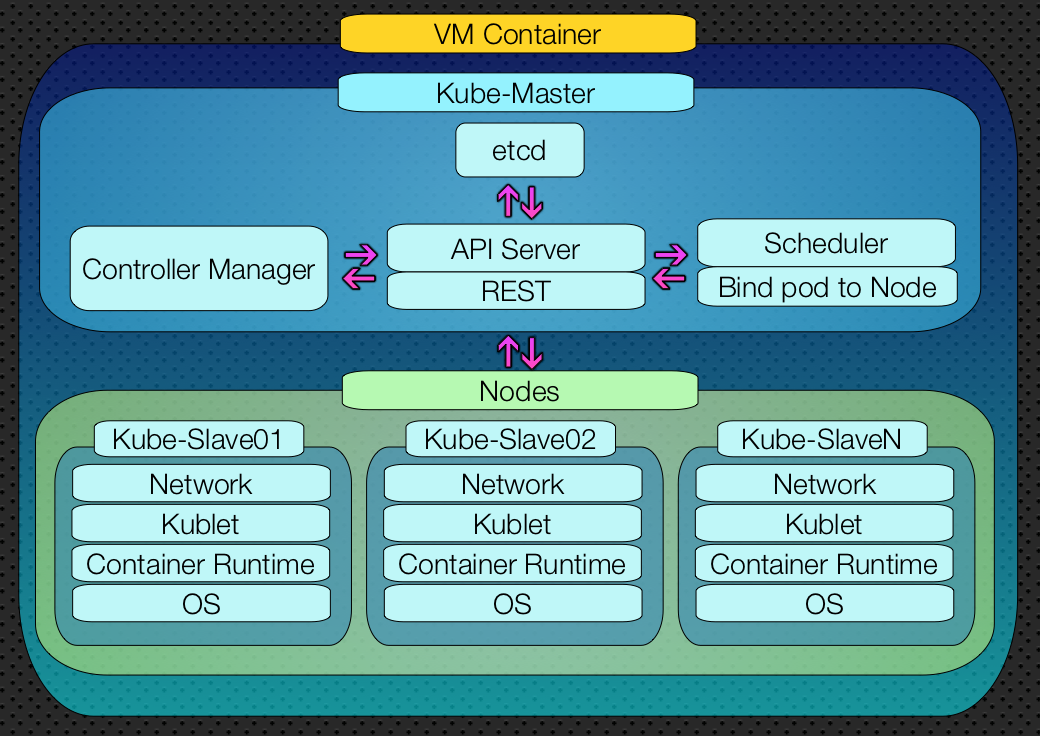 VM Container
Kube-Master
etcd
Controller Manager
API Server
REST
Scheduler
Bind pod to Node
Nodes
Kube-Slave01
Network
Kublet
Container Runtime
OS
Kube-Slave02
Network
Kublet
Container Runtime
OS
Kube-SlaveN
Network
Kublet
Container Runtime
OS